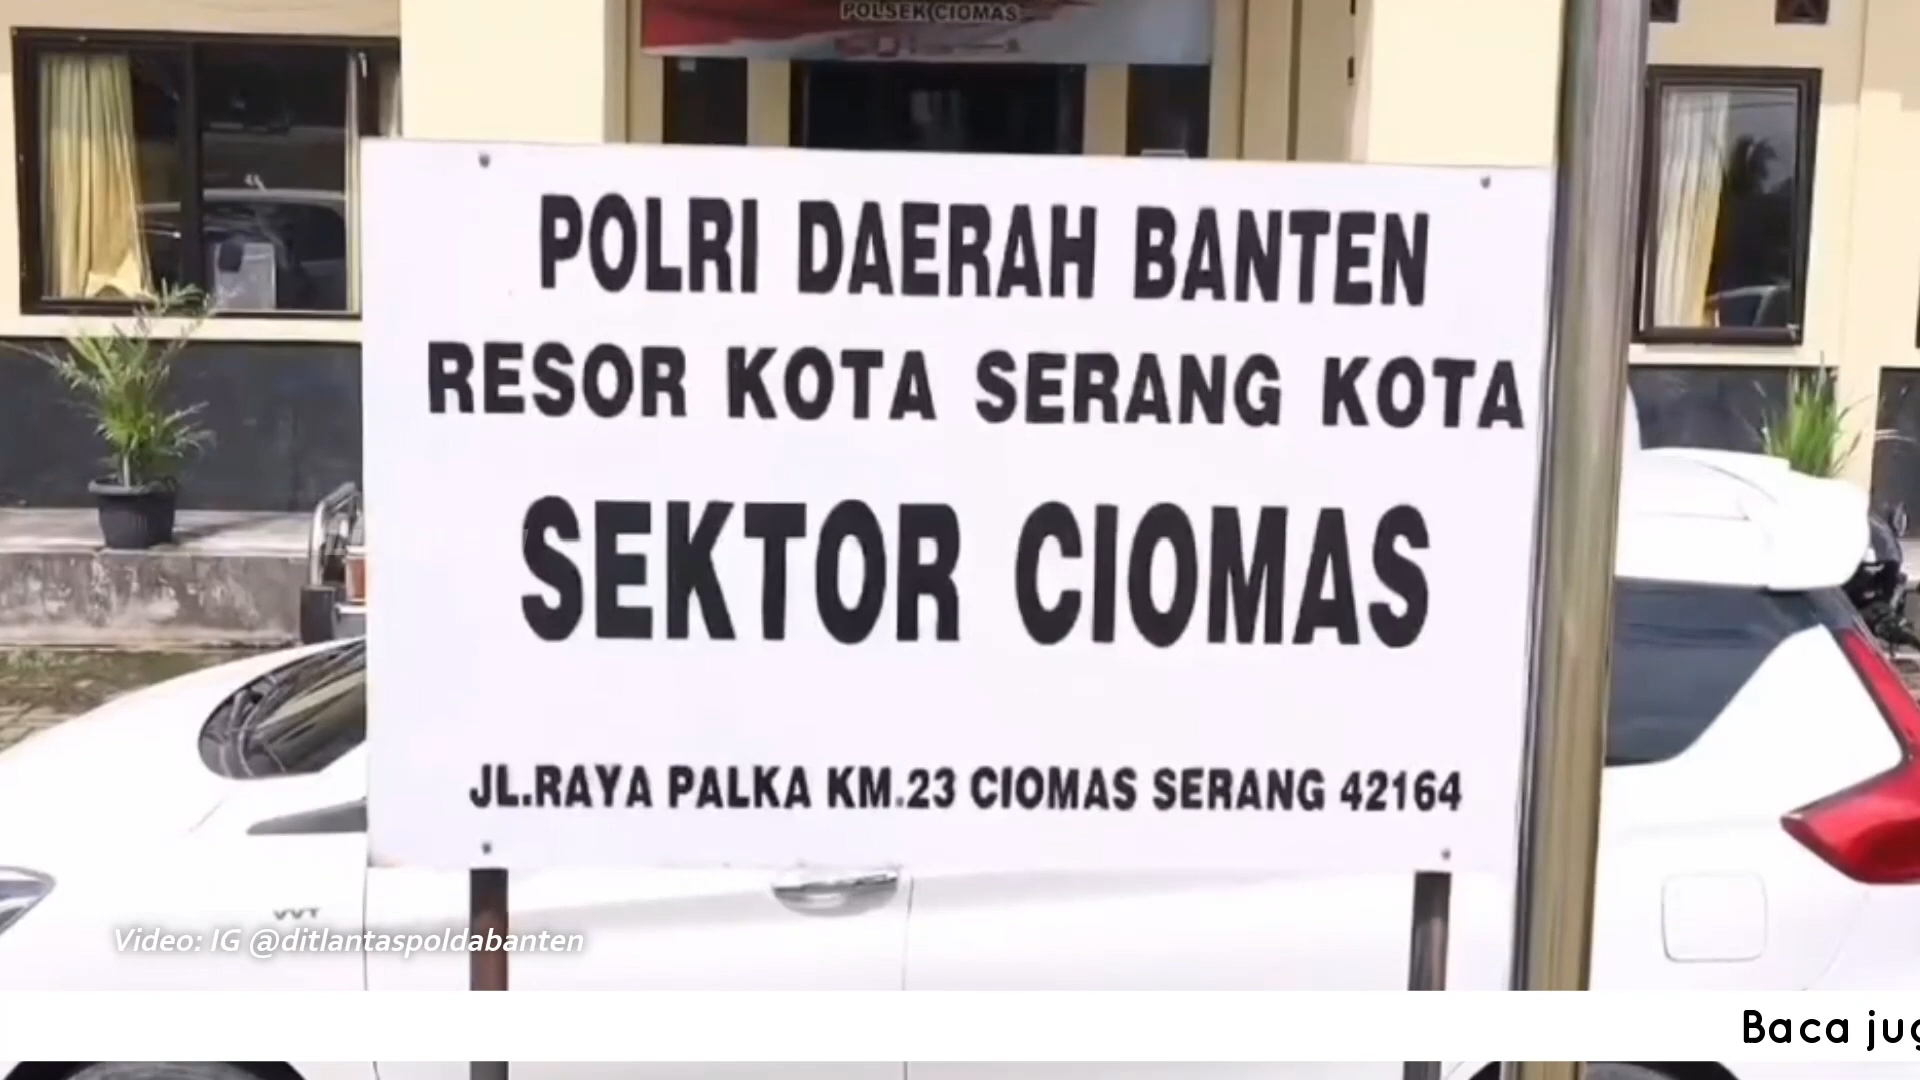 POLSEK CIOMAS
POLRI DAERAH BANTEN
RESOR KOTA SERANG KOTA
SEKTOR CIOMAS
JL.RAYA PALKA KM.23 CIOMAS SERANG 42164
VVT
Video: IG @ditlantaspoldabanten
Baca jug